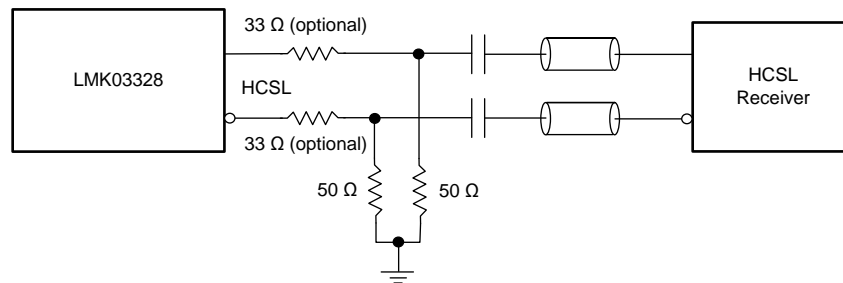 33 Ω (optional)
LMK03328
HCSL
HCSL
Receiver
33 Ω (optional)
50 Ω
50 Ω